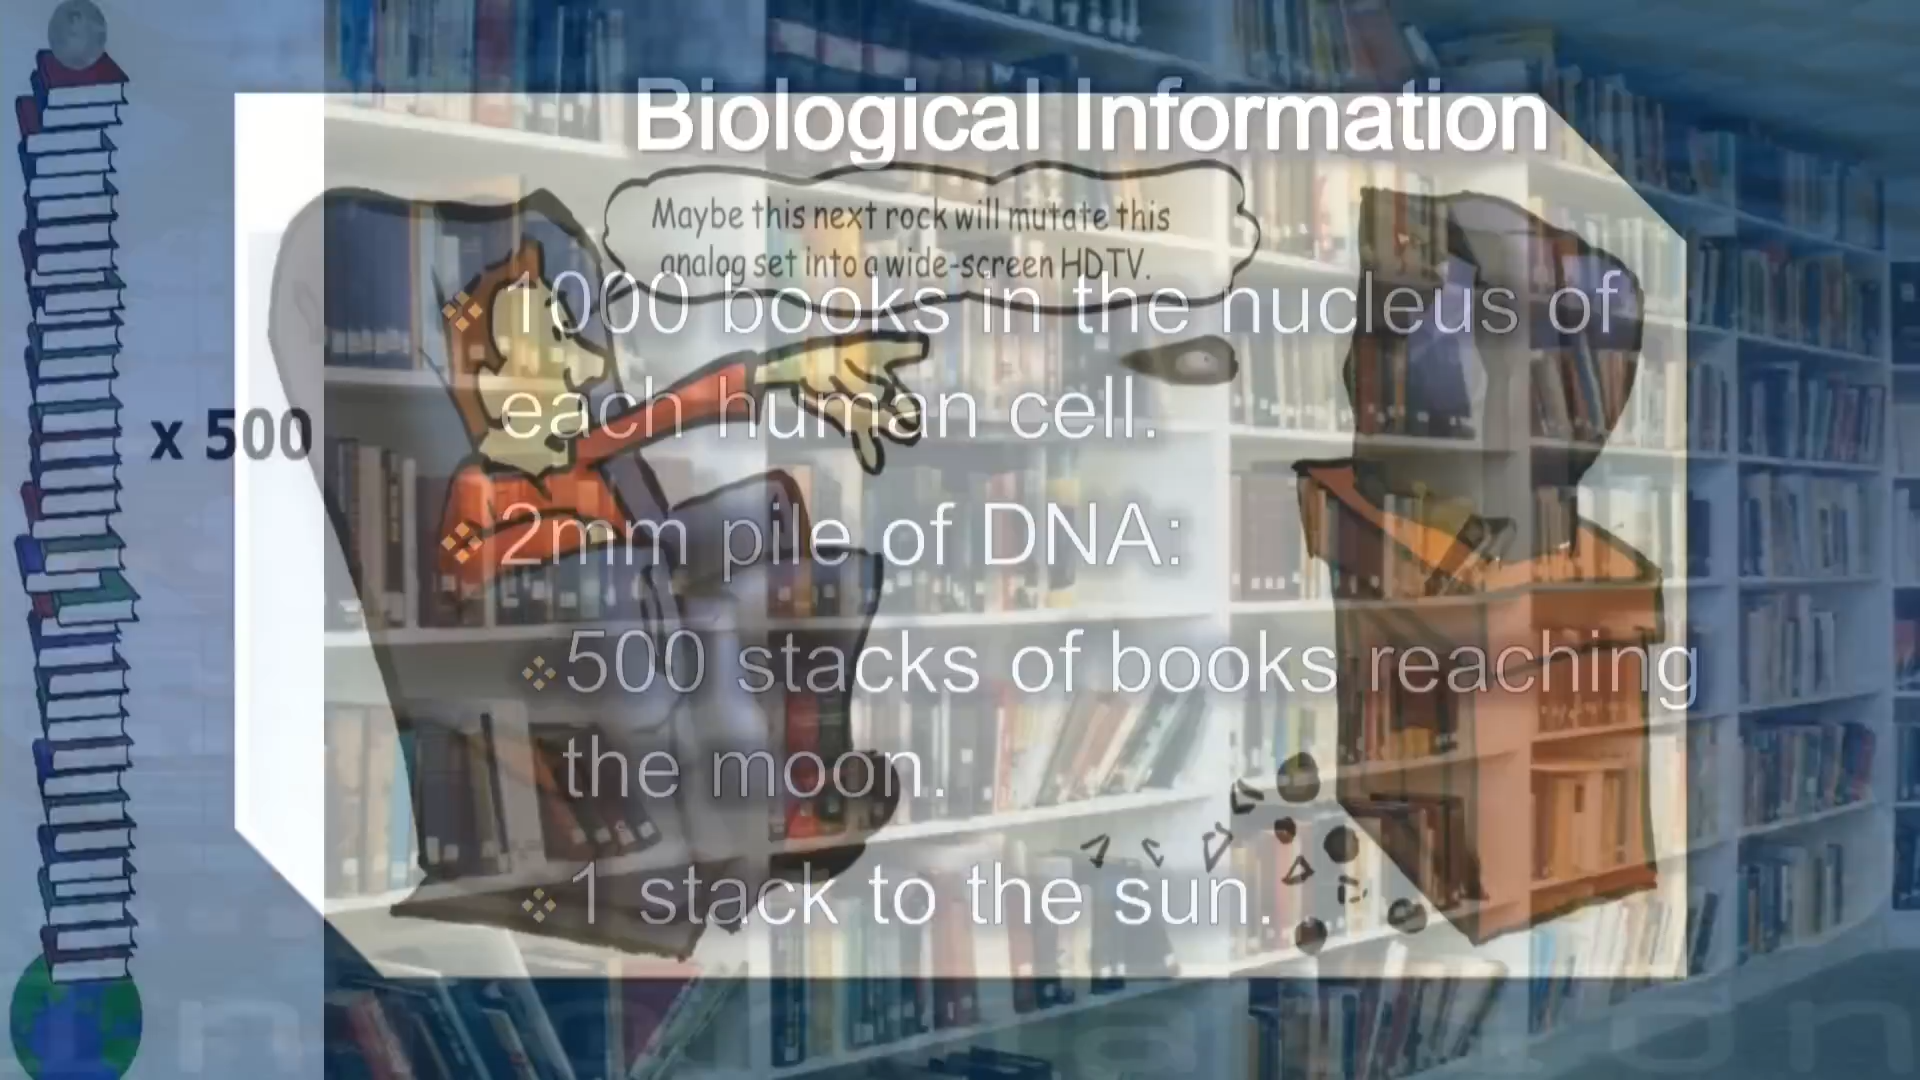 Biological Information
Maybe this next rock will mutate this
analog set into a wide-screen HDTV.
1000 books in the nucleus of
each human cell.
x 500
2mm pile of DNA:
500 stacks of books reaching
the moon.
1 stack to the sun.